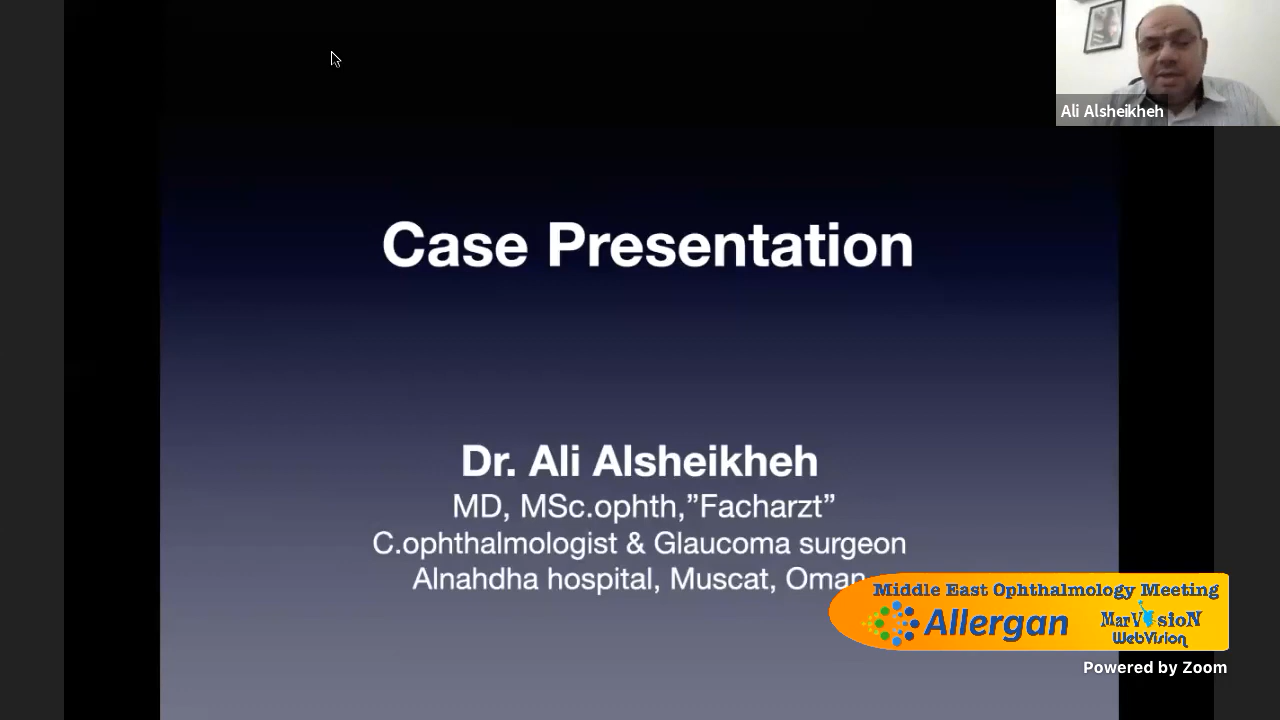 Ali Alsheikheh
Case Presentation
Dr. Ali Alsheikheh
MD, MSc.ophth,”Facharzt”
C.ophthalmologist & Glaucoma surgeon
Alnahdha hospital, Muscat, Oman
Middle East Ophthalmology Meeting
Allergan
MarVisioN
WebVision
Powered by Zoom